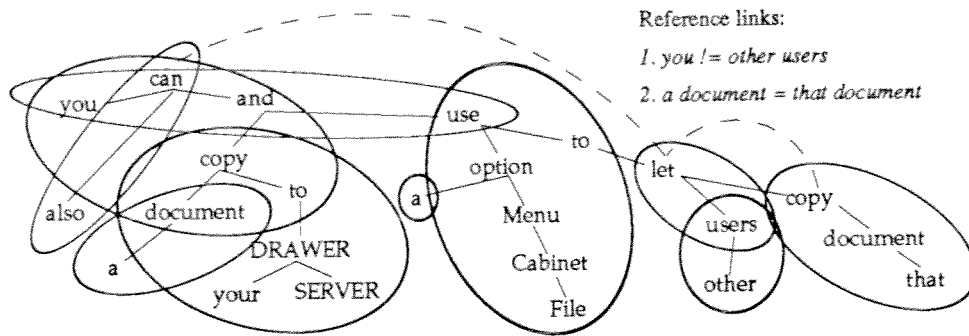 Reference links:
1. you != other users
2. a document = that document
can
you
and
use
to
copy
option
let
to
a
also
document
Menu
users
copy
DRAWER
document
a
Cabinet
your
SERVER
other
that
File